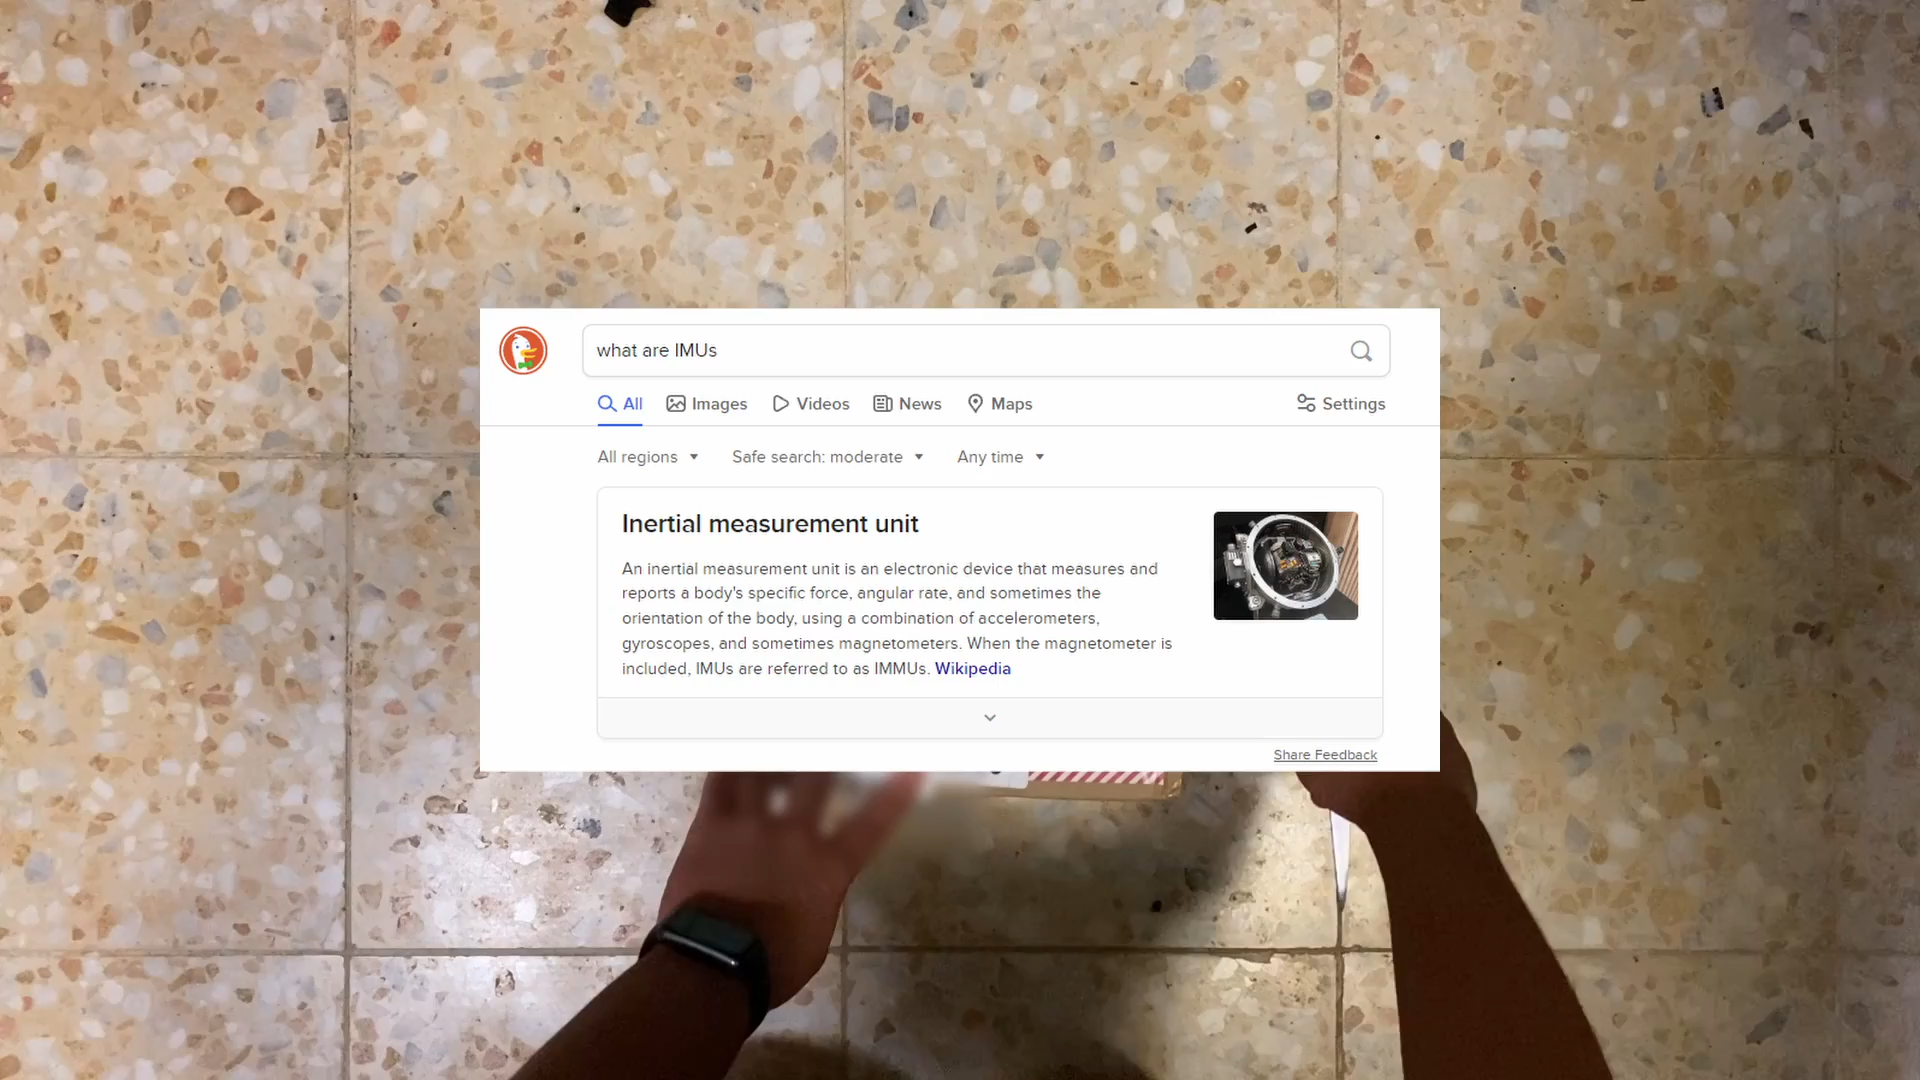 what are IMUs
All Images Videos News Maps Settings
All regions Safe search: moderate Any time
Inertial measurement unit
An inertial measurement unit is an electronic device that measures and
reports a body's specific force, angular rate, and sometimes the
orientation of the body, using a combination of accelerometers,
gyroscopes, and sometimes magnetometers. When the magnetometer is
included, IMUs are referred to as IMMUs. Wikipedia
Share Feedback